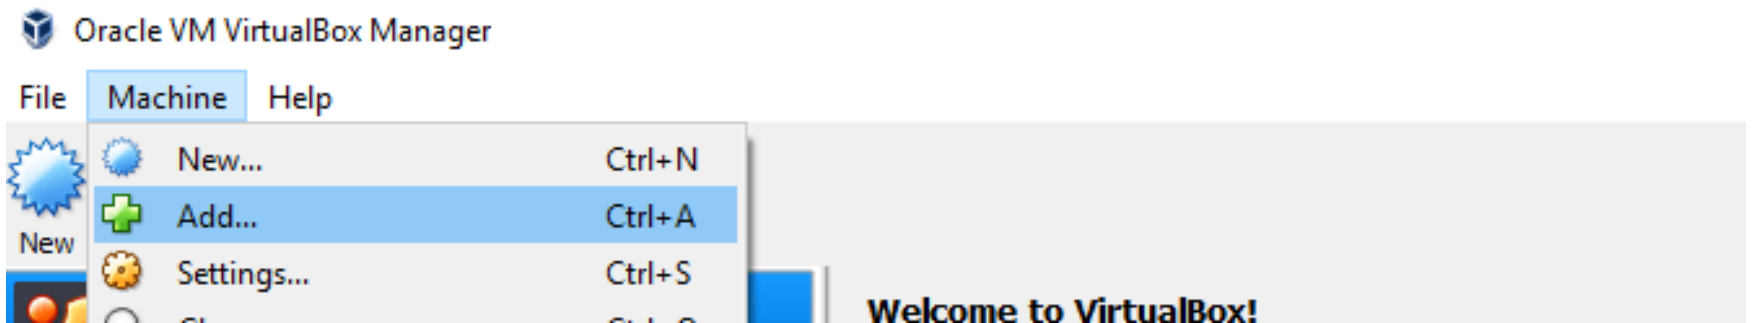 Oracle VM VirtualBox Manager
File Machine Help
New... Ctrl+N
Add... Ctrl+A
New
Settings... Ctrl+S
Welcome to VirtualBox!